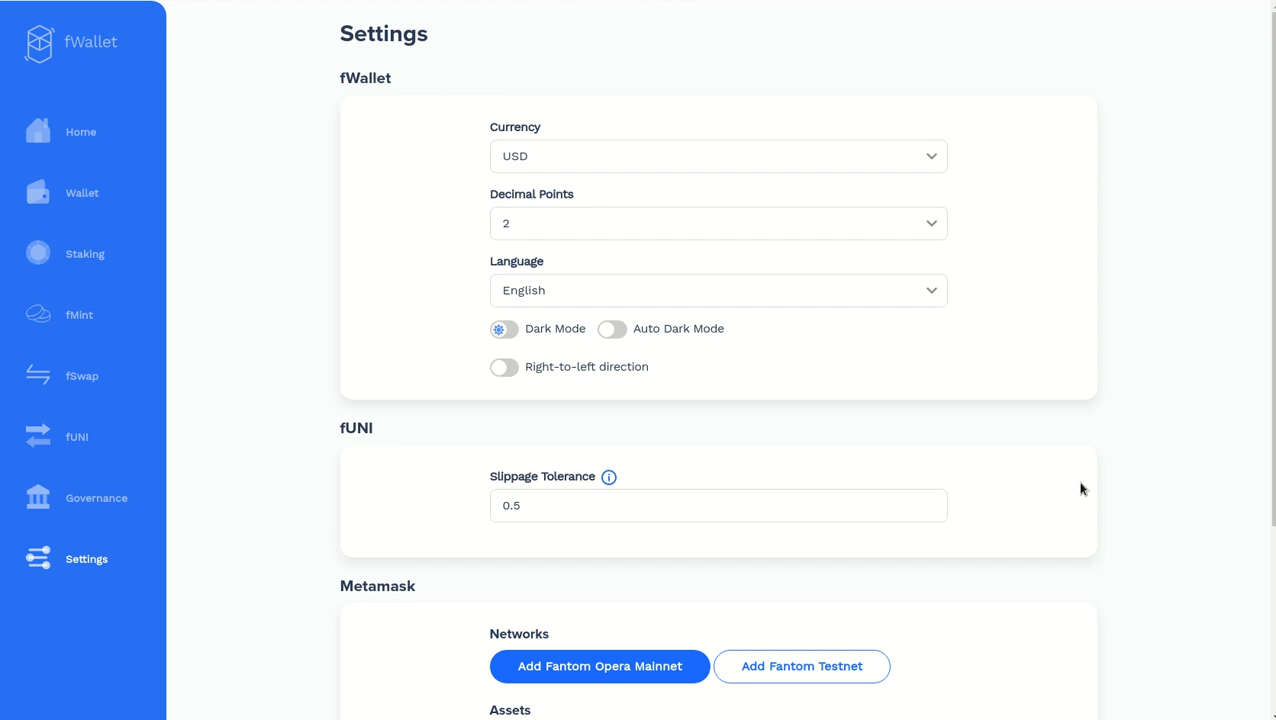 fWallet
Home
Wallet
Staking
fMint
fSwap
fUNI
Governance
Settings
Settings
fWallet
Currency
USD
Decimal Points
2
Language
English
Dark Mode Auto Dark Mode
Right-to-left direction
fUNI
Slippage Tolerance
0.5
Metamask
Networks
Add Fantom Opera Mainnet Add Fantom Testnet
Assets